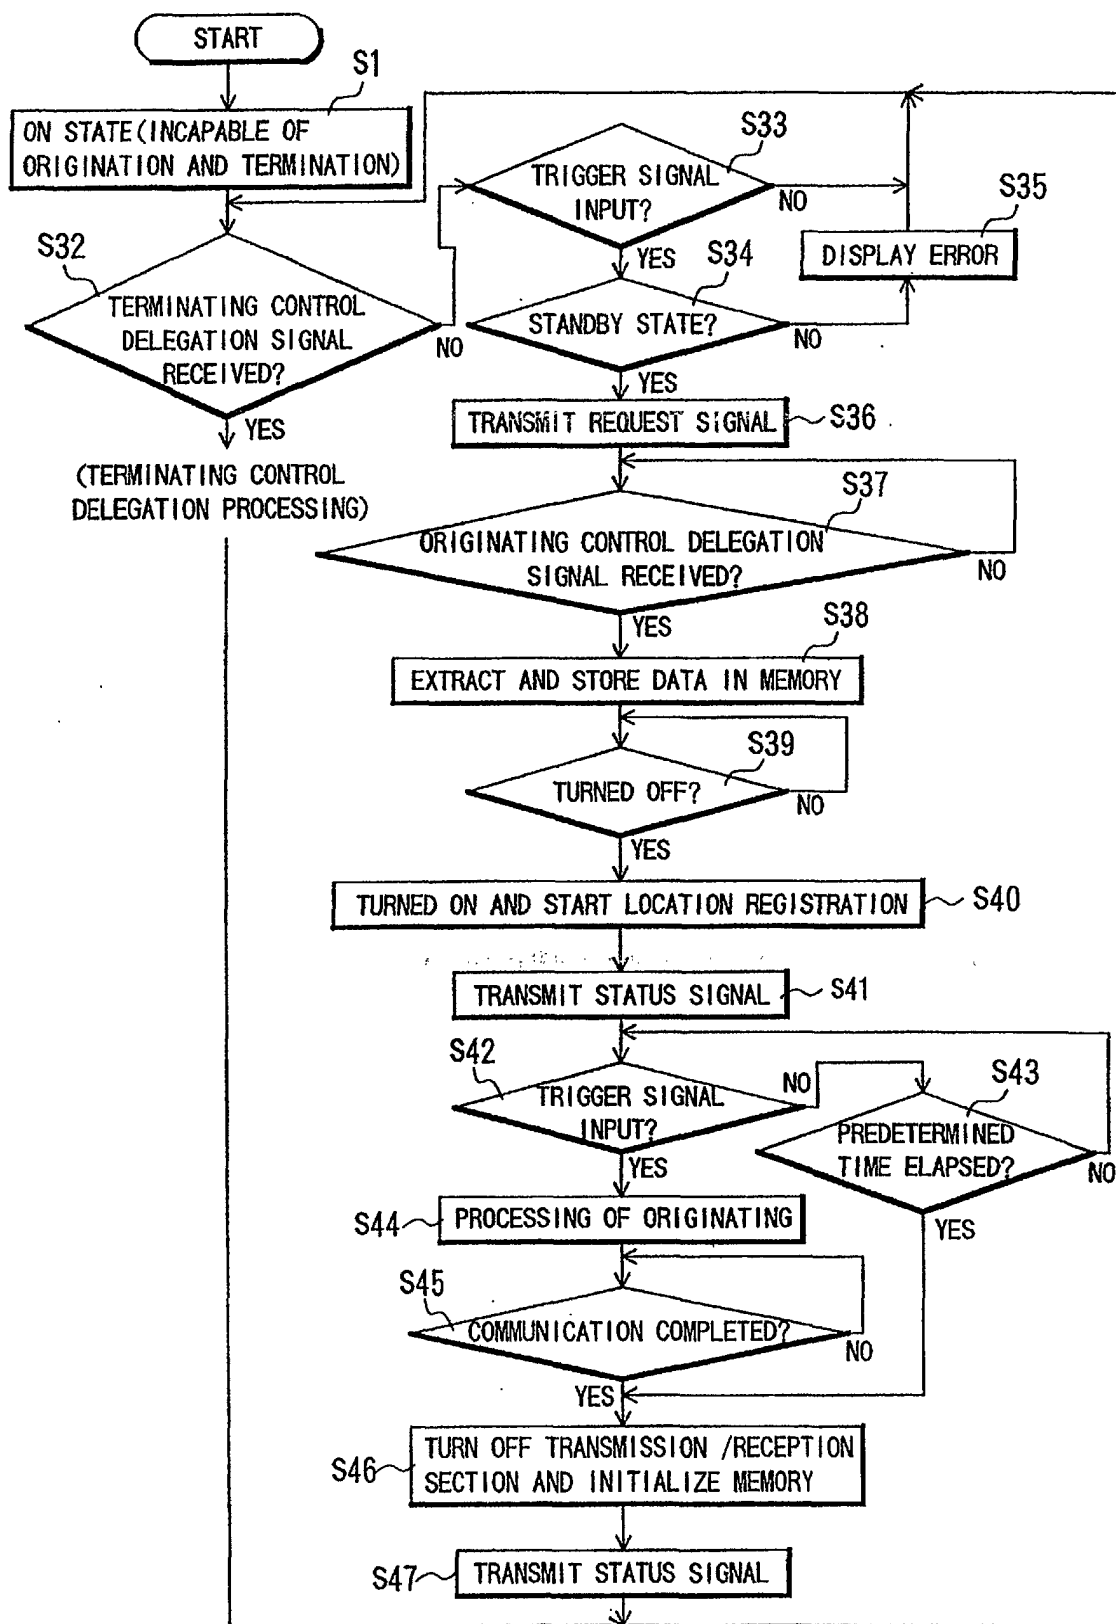 START
S1
ON STATE(INCAPABLE OF
ORIGINATION AND TERMINATION)
S32
TERMINATING CONTROL
DELEGATION SIGNAL
RECEIVED?
NO
YES
(TERMINATING CONTROL
DELEGATION PROCESSING)
S33
TRIGGER SIGNAL
INPUT?
NO
YES
S34
STANDBY STATE?
NO
YES
S35
DISPLAY ERROR
TRANSMIT REQUEST SIGNAL
S36
S37
ORIGINATING CONTROL DELEGATION
SIGNAL RECEIVED?
NO
YES
S38
EXTRACT AND STORE DATA IN MEMORY
S39
TURNED OFF?
NO
YES
TURNED ON AND START LOCATION REGISTRATION
S40
TRANSMIT STATUS SIGNAL
S41
S42
TRIGGER SIGNAL
INPUT?
NO
YES
S43
PREDETERMINED
TIME ELAPSED?
NO
YES
S44
PROCESSING OF ORIGINATING
S45
COMMUNICATION COMPLETED?
NO
YES
S46
TURN OFF TRANSMISSION /RECEPTION
SECTION AND INITIALIZE MEMORY
S47
TRANSMIT STATUS SIGNAL